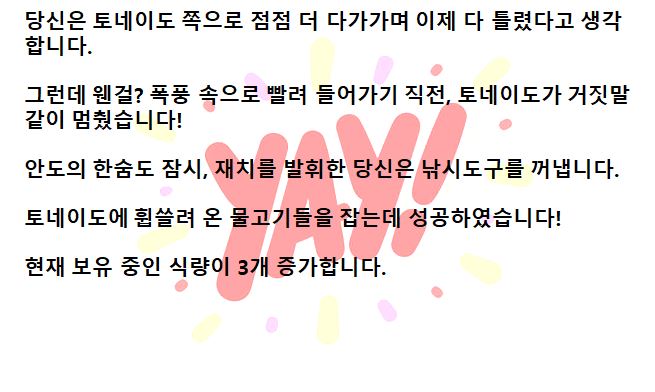 당신은 토네이도 쪽으로 점점 더 다가가며 이제 다 틀렸다고 생각
합니다.
그런데 웬걸? 폭풍 속으로 빨려 들어가기 직전, 토네이도가 거짓말
같이 멈췄습니다!
안도의 한숨도 잠시, 재치를 발휘한 당신은 낚시도구를 꺼냅니다.
토네이도에 휩쓸려 온 물고기들을 잡는데 성공하였습니다!
현재 보유 중인 식량이 3개 증가합니다.
YAY!